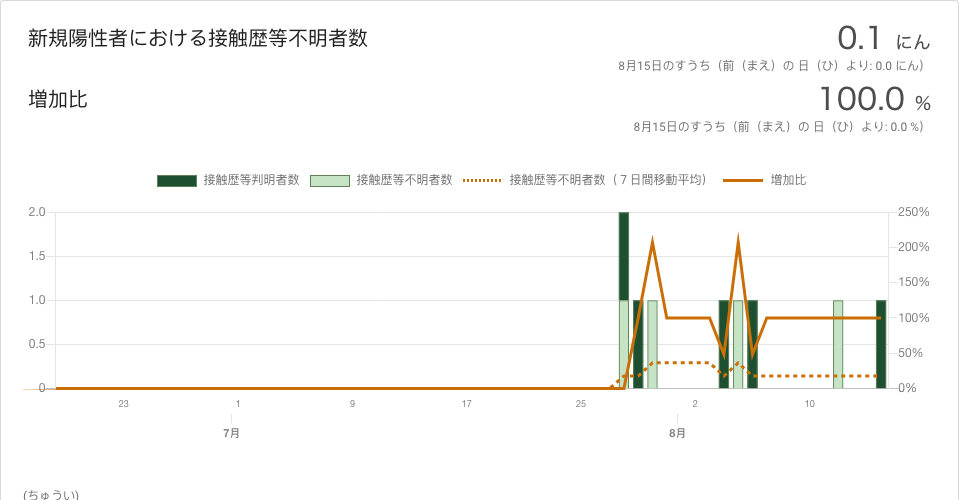 新規陽性者における接触歴等不明者数
0.1 にん
8月15日のすうち（前（まえ）の 日（ひ）より: 0.0 にん）
増加比
100.0 %
8月15日のすうち（前（まえ）の 日（ひ）より: 0.0 %）
接触歴等判明者数 接触歴等不明者数 接触歴等不明者数（７日間移動平均） 増加比
2.0 250%
200%
1.5
150%
1.0 100%
0.5 50%
0 0%
23 1 9 17 25 2 10
7月 8月
(ちゅうい)